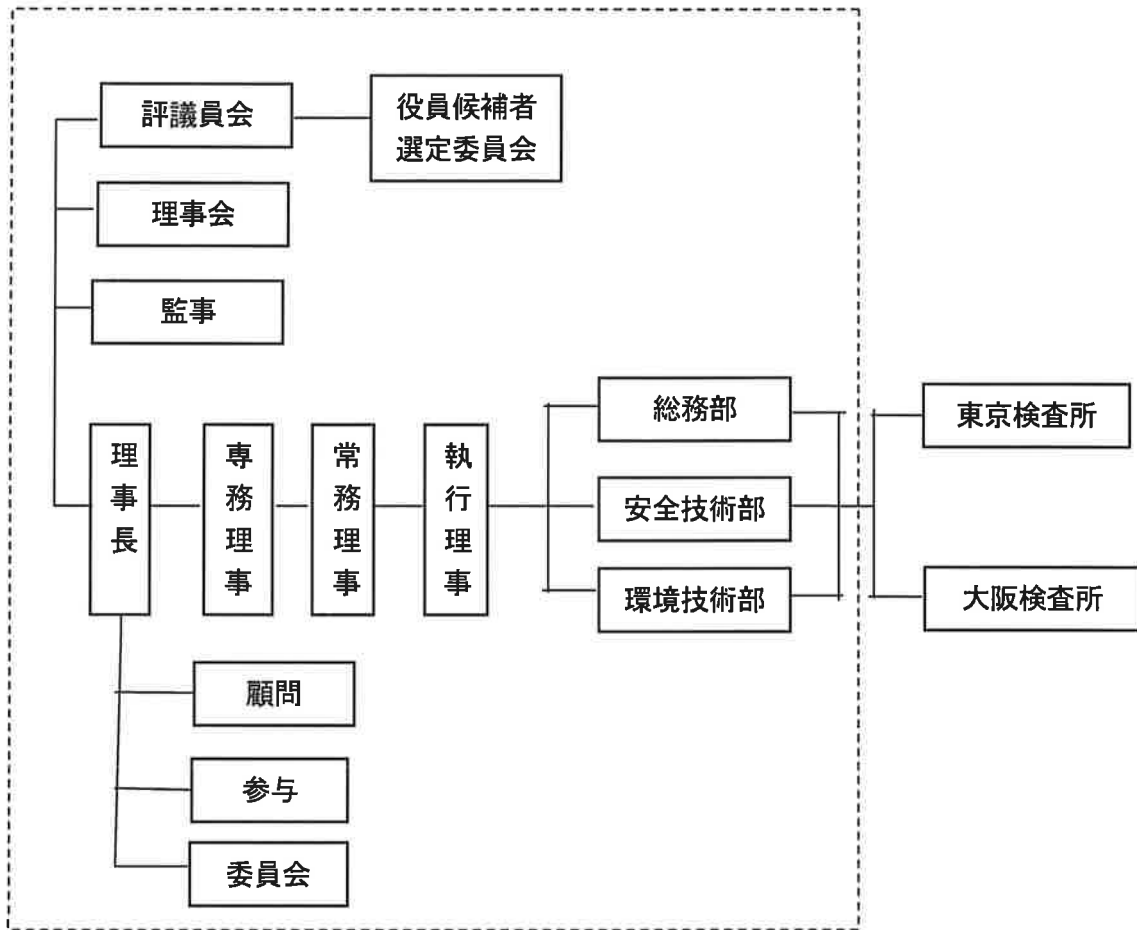 評議員会
役員候補者
選定委員会
理事会
監事
理事長
専務理事
常務理事
執行理事
総務部
安全技術部
環境技術部
東京検査所
大阪検査所
顧問
参与
委員会